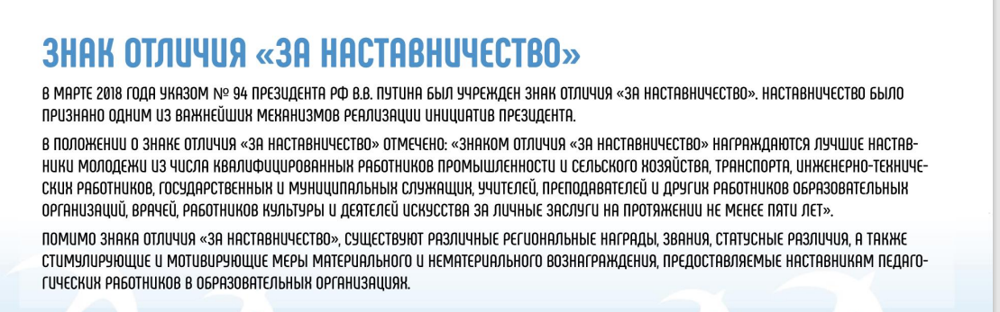 ЗНАК ОТЛИЧИЯ «ЗА НАСТАВНИЧЕСТВО»
В МАРТЕ 2018 ГОДА УКАЗОМ № 94 ПРЕЗИДЕНТА РФ В.В. ПУТИНА БЫЛ УЧРЕЖДЕН ЗНАК ОТЛИЧИЯ «ЗА НАСТАВНИЧЕСТВО». НАСТАВНИЧЕСТВО БЫЛО
ПРИЗНАНО ОДНИМ ИЗ ВАЖНЕЙШИХ МЕХАНИЗМОВ РЕАЛИЗАЦИИ ИНИЦИАТИВ ПРЕЗИДЕНТА.
В ПОЛОЖЕНИИ О ЗНАКЕ ОТЛИЧИЯ «ЗА НАСТАВНИЧЕСТВО» ОТМЕЧЕНО: «ЗНАКОМ ОТЛИЧИЯ «ЗА НАСТАВНИЧЕСТВО» НАГРАЖДАЮТСЯ ЛУЧШИЕ НАСТАВ-
НИКИ МОЛОДЕЖИ ИЗ ЧИСЛА КВАЛИФИЦИРОВАННЫХ РАБОТНИКОВ ПРОМЫШЛЕННОСТИ И СЕЛЬСКОГО ХОЗЯЙСТВА, ТРАНСПОРТА, ИНЖЕНЕРНО-ТЕХНИЧЕ-
СКИХ РАБОТНИКОВ, ГОСУДАРСТВЕННЫХ И МУНИЦИПАЛЬНЫХ СЛУЖАЩИХ, УЧИТЕЛЕЙ, ПРЕПОДАВАТЕЛЕЙ И ДРУГИХ РАБОТНИКОВ ОБРАЗОВАТЕЛЬНЫХ
ОРГАНИЗАЦИЙ, ВРАЧЕЙ, РАБОТНИКОВ КУЛЬТУРЫ И ДЕЯТЕЛЕЙ ИСКУССТВА ЗА ЛИЧНЫЕ ЗАСЛУГИ НА ПРОТЯЖЕНИИ НЕ МЕНЕЕ ПЯТИ ЛЕТ».
ПОМИМО ЗНАКА ОТЛИЧИЯ «ЗА НАСТАВНИЧЕСТВО», СУЩЕСТВУЮТ РАЗЛИЧНЫЕ РЕГИОНАЛЬНЫЕ НАГРАДЫ, ЗВАНИЯ, СТАТУСНЫЕ РАЗЛИЧИЯ, А ТАКЖЕ
СТИМУЛИРУЮЩИЕ И МОТИВИРУЮЩИЕ МЕРЫ МАТЕРИАЛЬНОГО И НЕМАТЕРИАЛЬНОГО ВОЗНАГРАЖДЕНИЯ, ПРЕДОСТАВЛЯЕМЫЕ НАСТАВНИКАМ ПЕДАГО-
ГИЧЕСКИХ РАБОТНИКОВ В ОБРАЗОВАТЕЛЬНЫХ ОРГАНИЗАЦИЯХ.